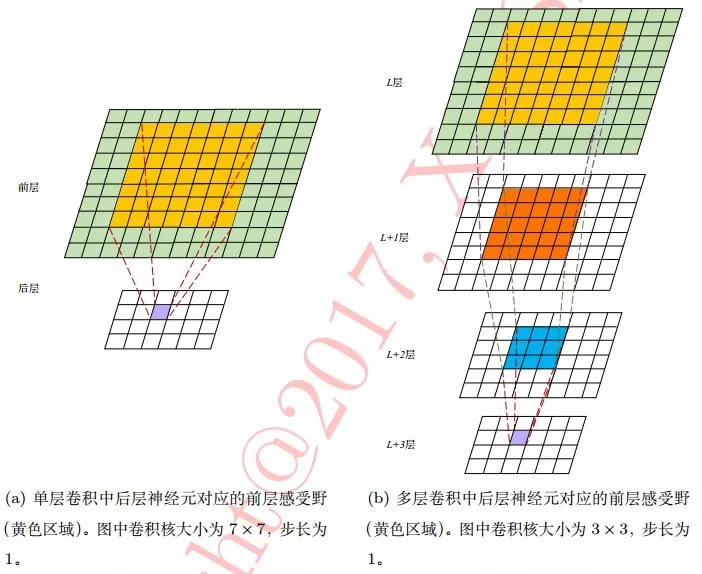 前层
后层
(a) 单层卷积中后层神经元对应的前层感受野
(黄色区域)。图中卷积核大小为 7 × 7, 步长为
1。
L层
L+1层
L+2层
L+3层
(b) 多层卷积中后层神经元对应的前层感受野
(黄色区域)。图中卷积核大小为 3 × 3, 步长为
1。
ht@2017, X